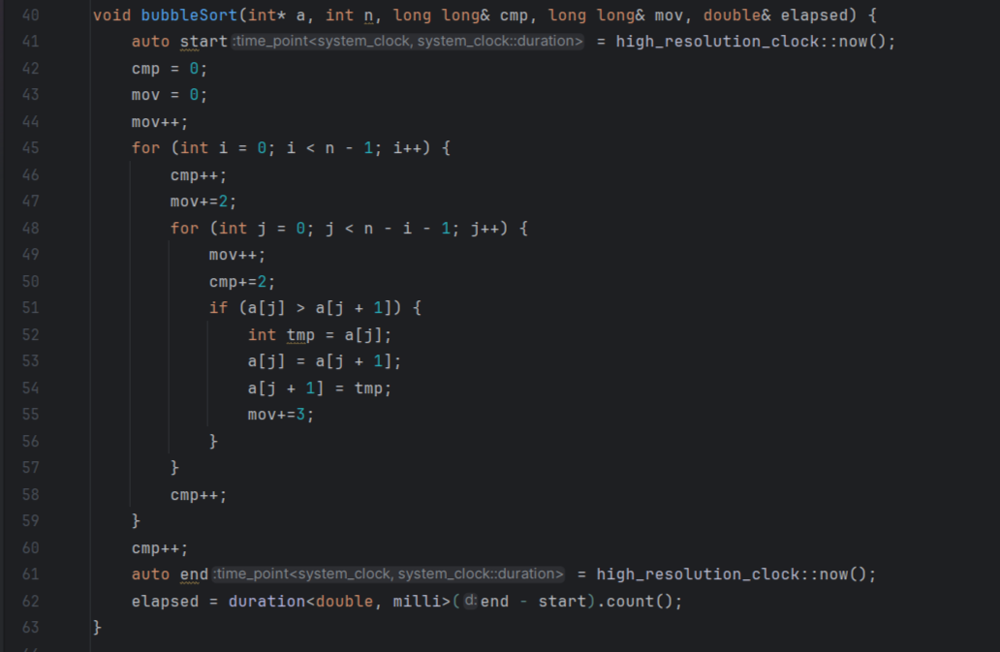 40 void bubbleSort(int* a, int n, long long& cmp, long long& mov, double& elapsed) {
41     auto start :time_point<system_clock, system_clock::duration> = high_resolution_clock::now();
42     cmp = 0;
43     mov = 0;
44     mov++;
45     for (int i = 0; i < n - 1; i++) {
46         cmp++;
47         mov+=2;
48         for (int j = 0; j < n - i - 1; j++) {
49             mov++;
50             cmp+=2;
51             if (a[j] > a[j + 1]) {
52                 int tmp = a[j];
53                 a[j] = a[j + 1];
54                 a[j + 1] = tmp;
55                 mov+=3;
56             }
57         }
58         cmp++;
59     }
60     cmp++;
61     auto end :time_point<system_clock, system_clock::duration> = high_resolution_clock::now();
62     elapsed = duration<double, milli>(d: end - start).count();
63 }